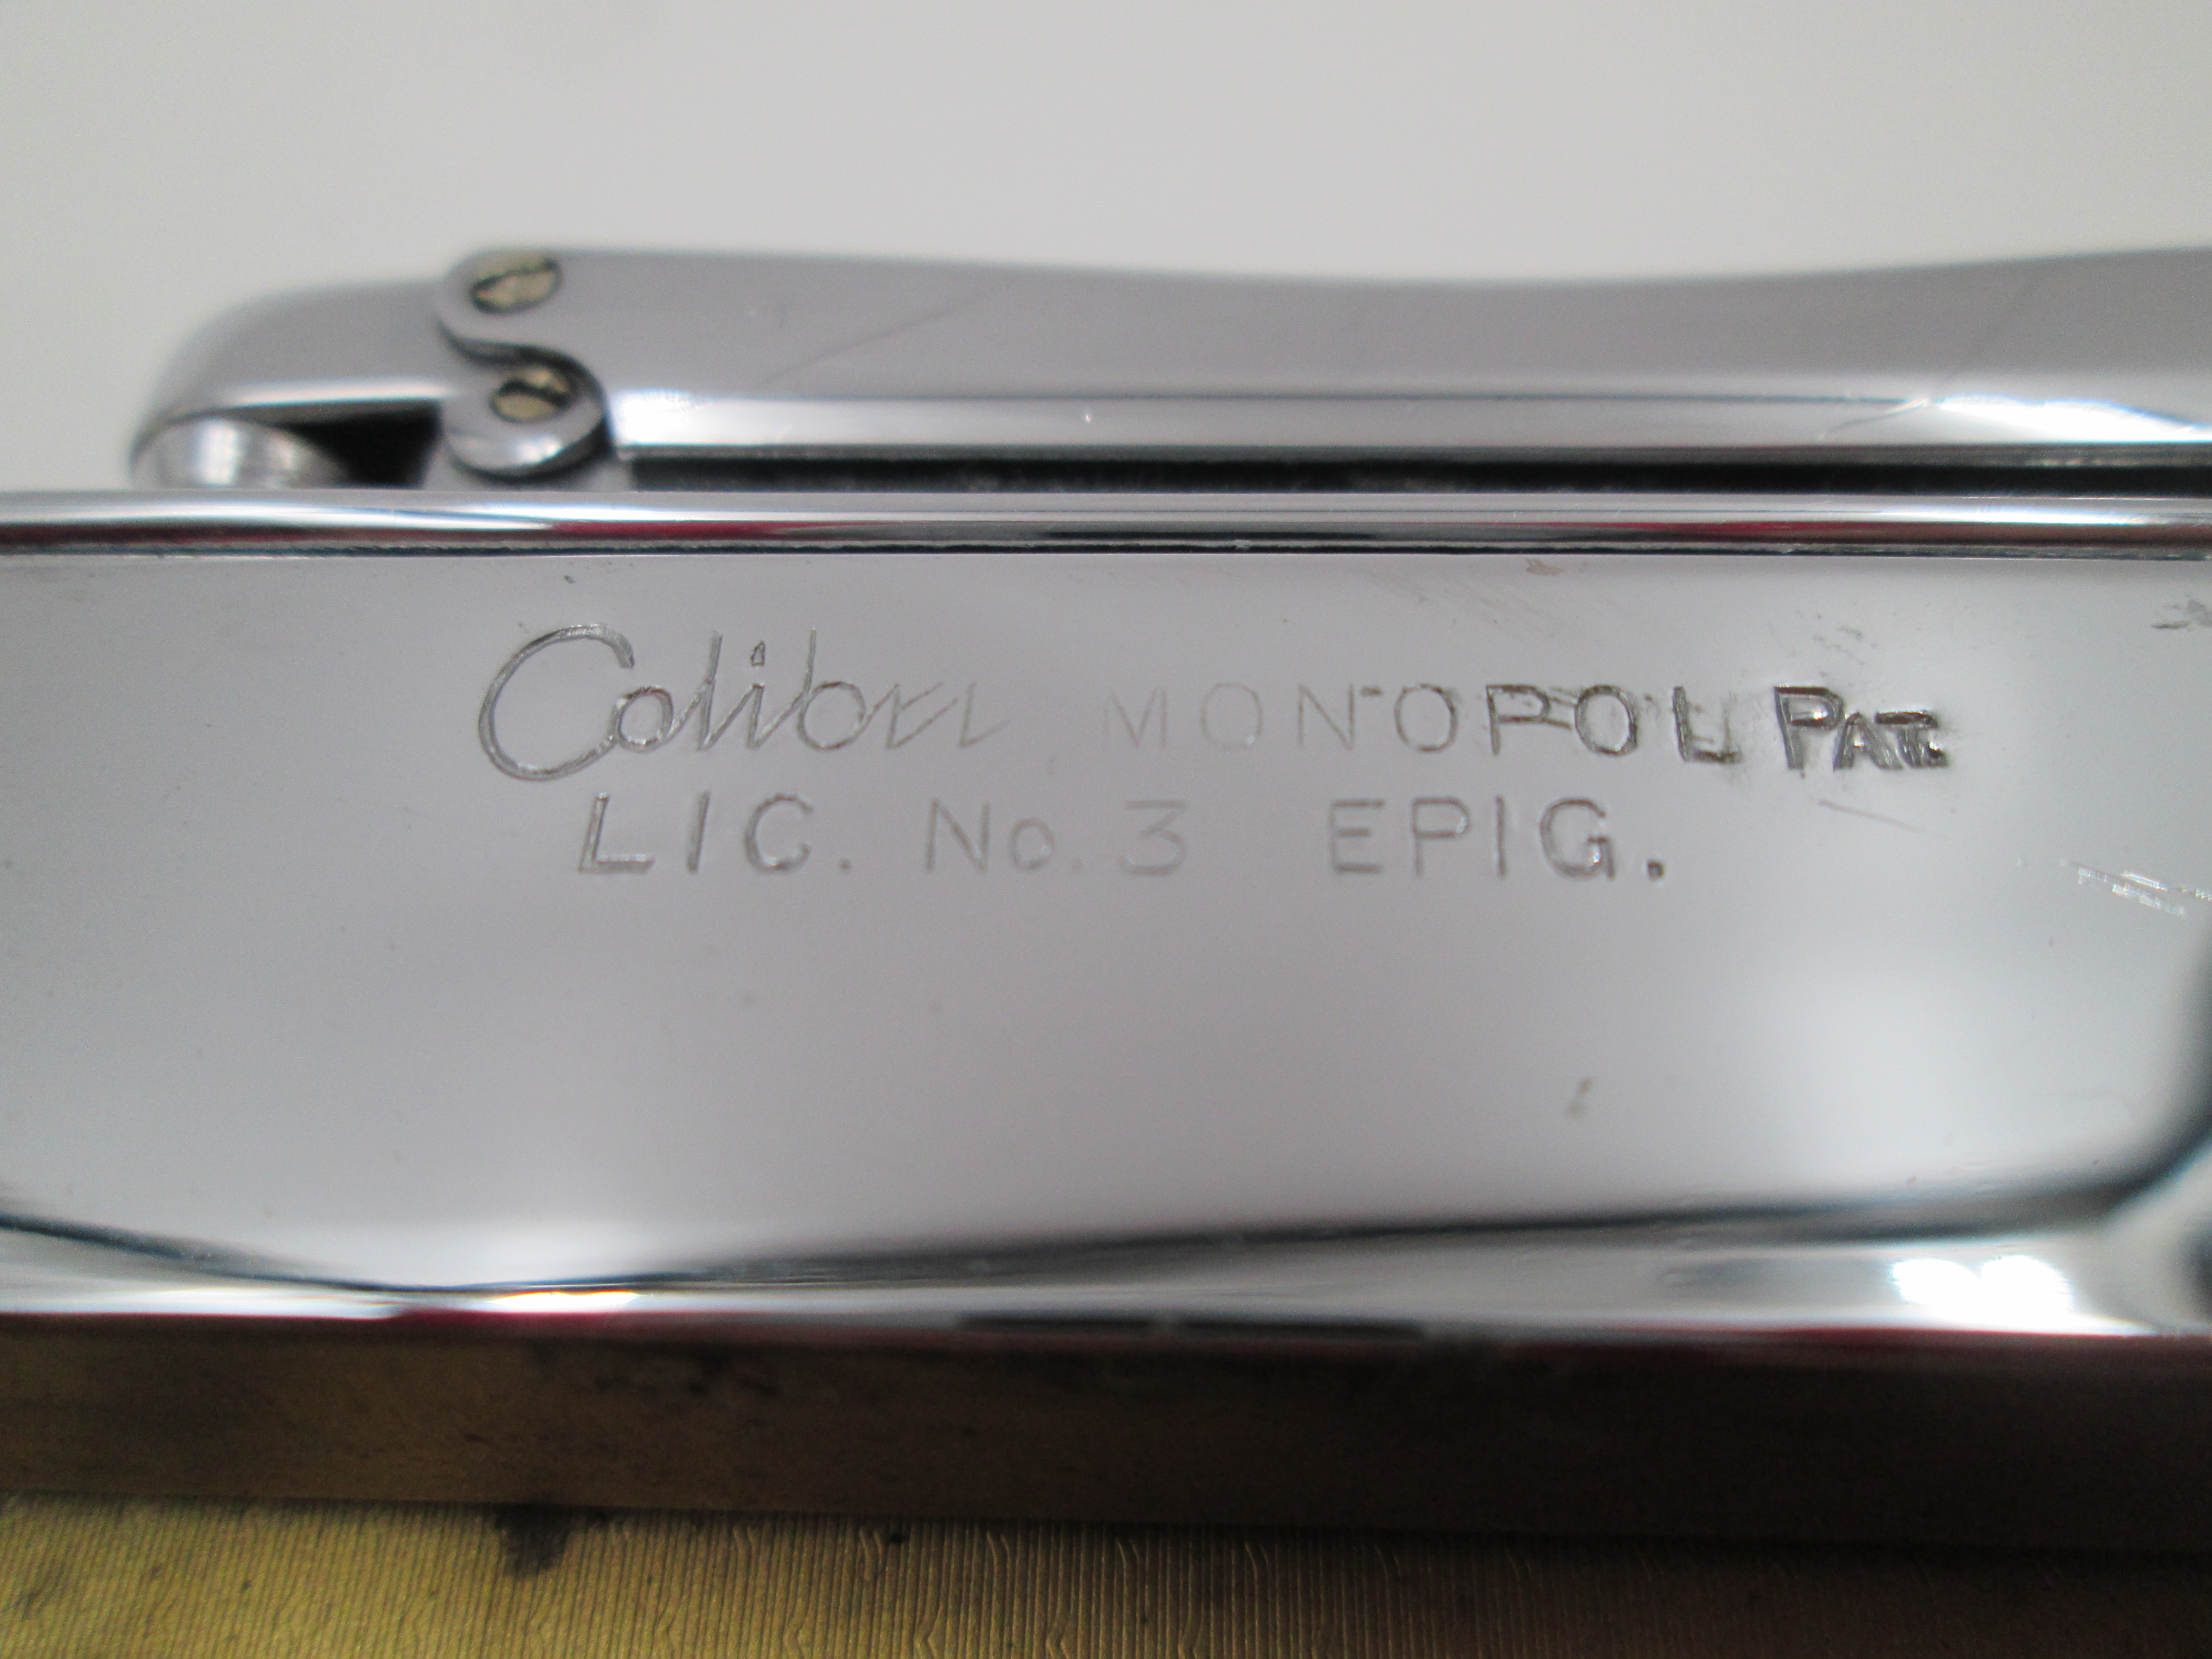 Colibri MONOPOL PAT.
LIC. No. 3 EPIG.